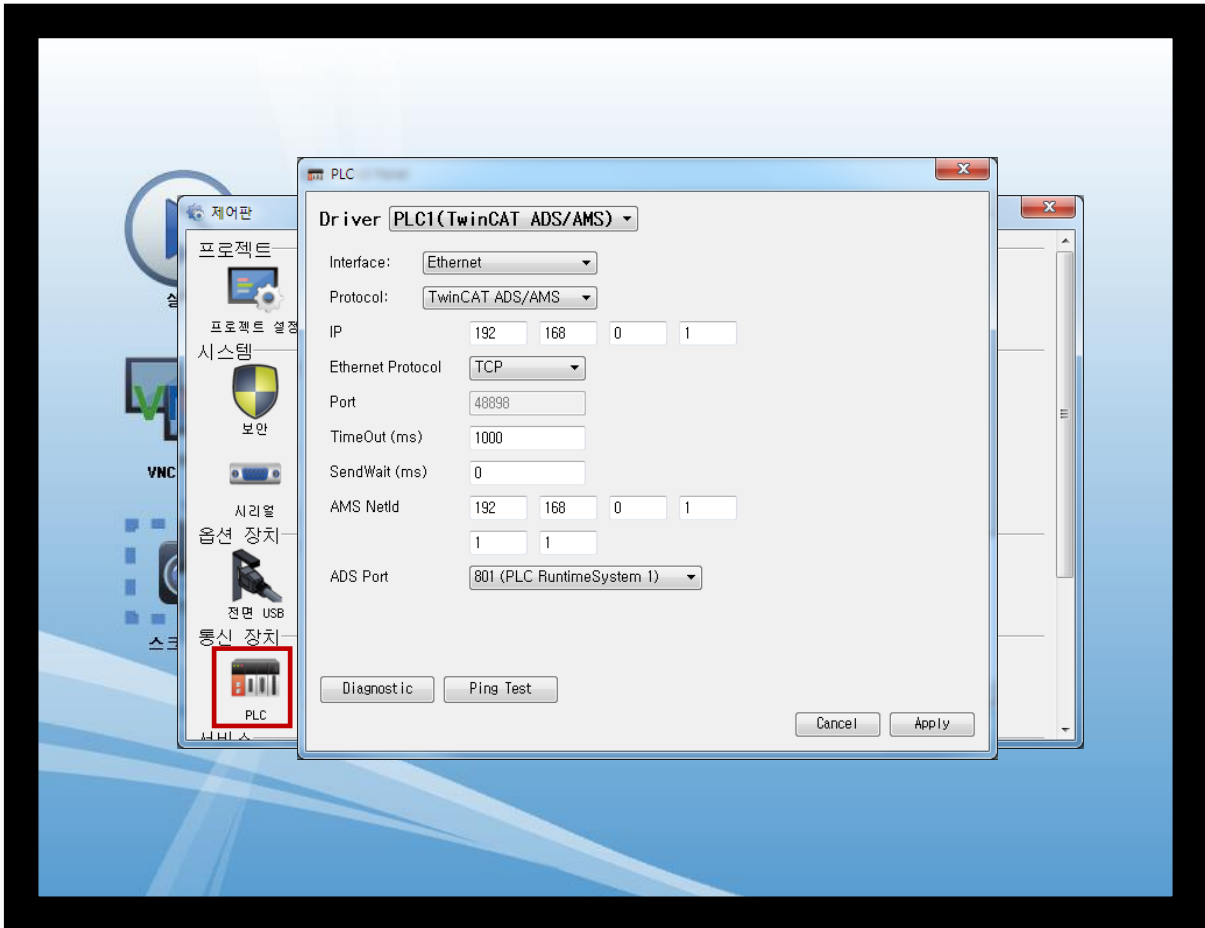 PLC
Driver PLC1(TwinCAT ADS/AMS)
Interface: Ethernet
Protocol: TwinCAT ADS/AMS
IP 192 168 0 1
Ethernet Protocol TCP
Port 48898
TimeOut (ms) 1000
SendWait (ms) 0
AMS NetId 192 168 0 1
1 1
ADS Port 801 (PLC RuntimeSystem 1)
Diagnostic Ping Test
Cancel Apply
제어판
프로젝트
프로젝트 설정
시스템
보안
시리얼
옵션 장치
전면 USB
통신 장치
PLC
서비스
VNC